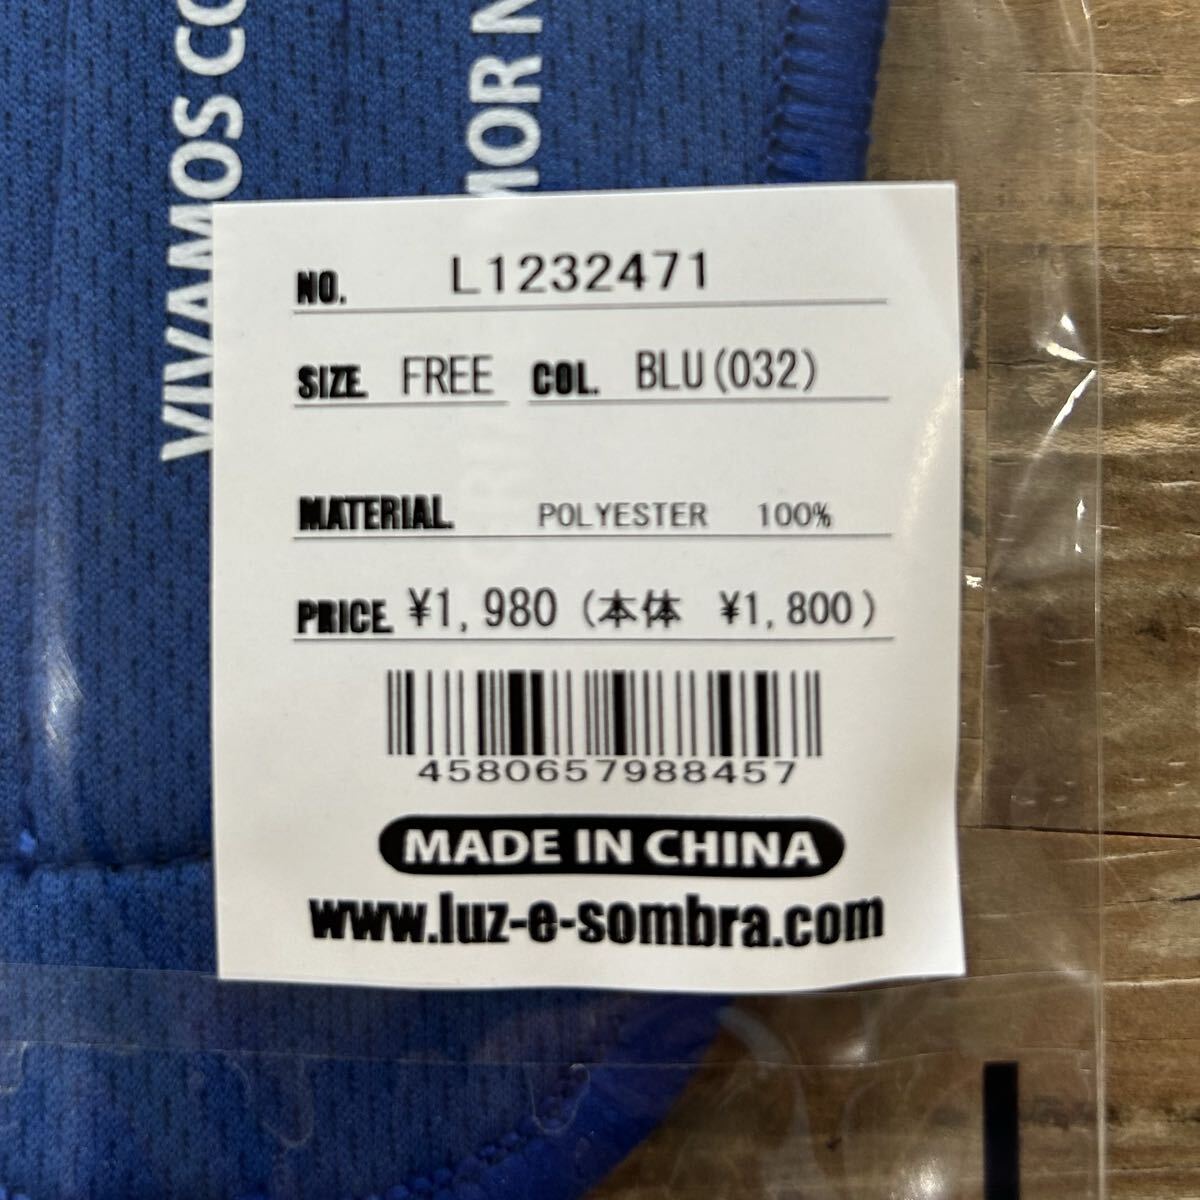 VIVAMOS CO
MOR N
NO. L1232471
SIZE. FREE COL. BLU(032)
MATERIAL. POLYESTER 100%
PRICE. ¥1,980 (本体 ¥1,800)
4580657988457
MADE IN CHINA
www.luz-e-sombra.com